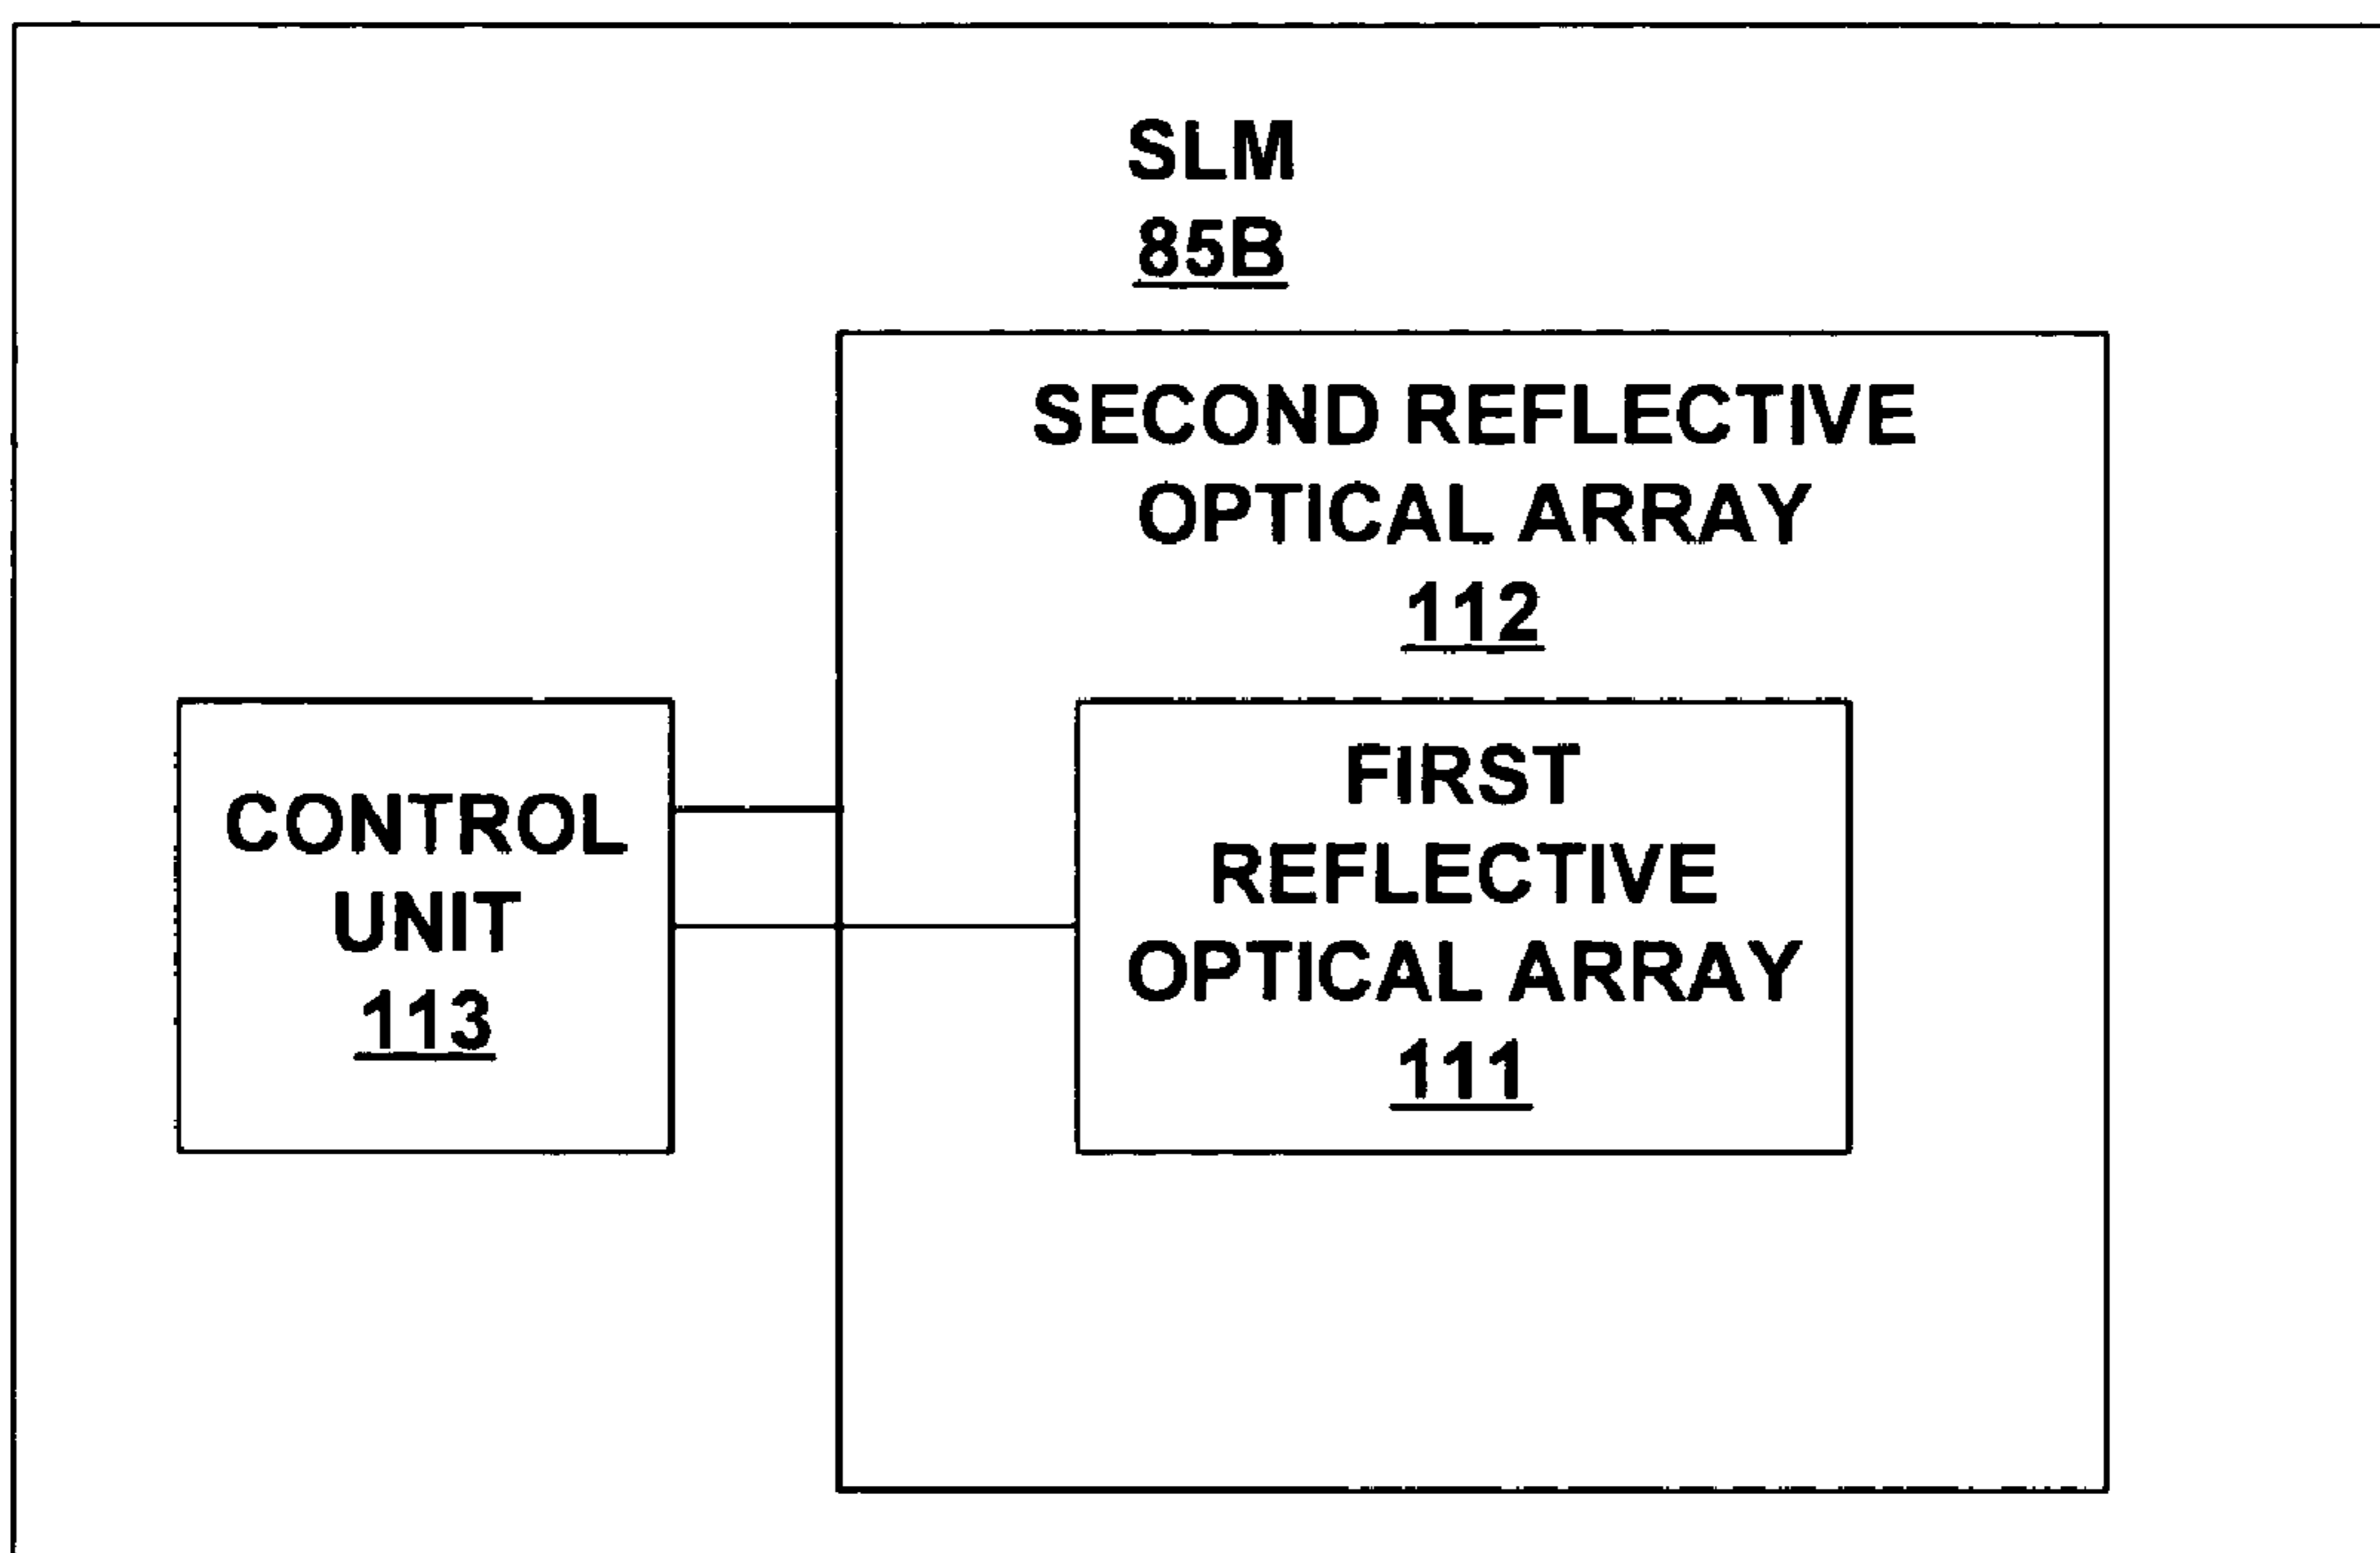 SLM
85B
SECOND REFLECTIVE
OPTICAL ARRAY
112
CONTROL
UNIT
113
FIRST
REFLECTIVE
OPTICAL ARRAY
111